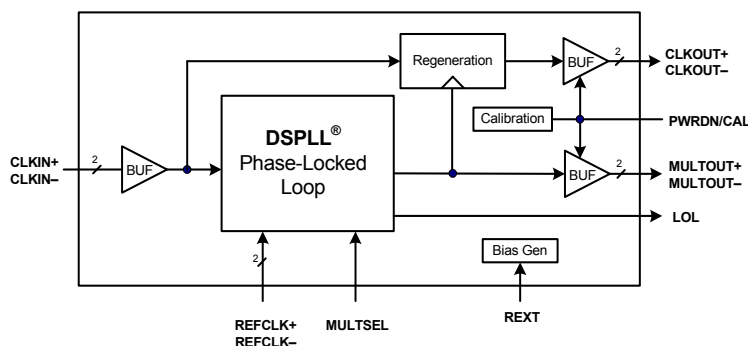 Regeneration
BUF
2
CLKOUT+
CLKOUT–
Calibration
PWRDN/CAL
DSPLL®
Phase-Locked
Loop
CLKIN+
CLKIN–
2
BUF
BUF
2
MULTOUT+
MULTOUT–
LOL
2
Bias Gen
REFCLK+
REFCLK–
MULTSEL
REXT